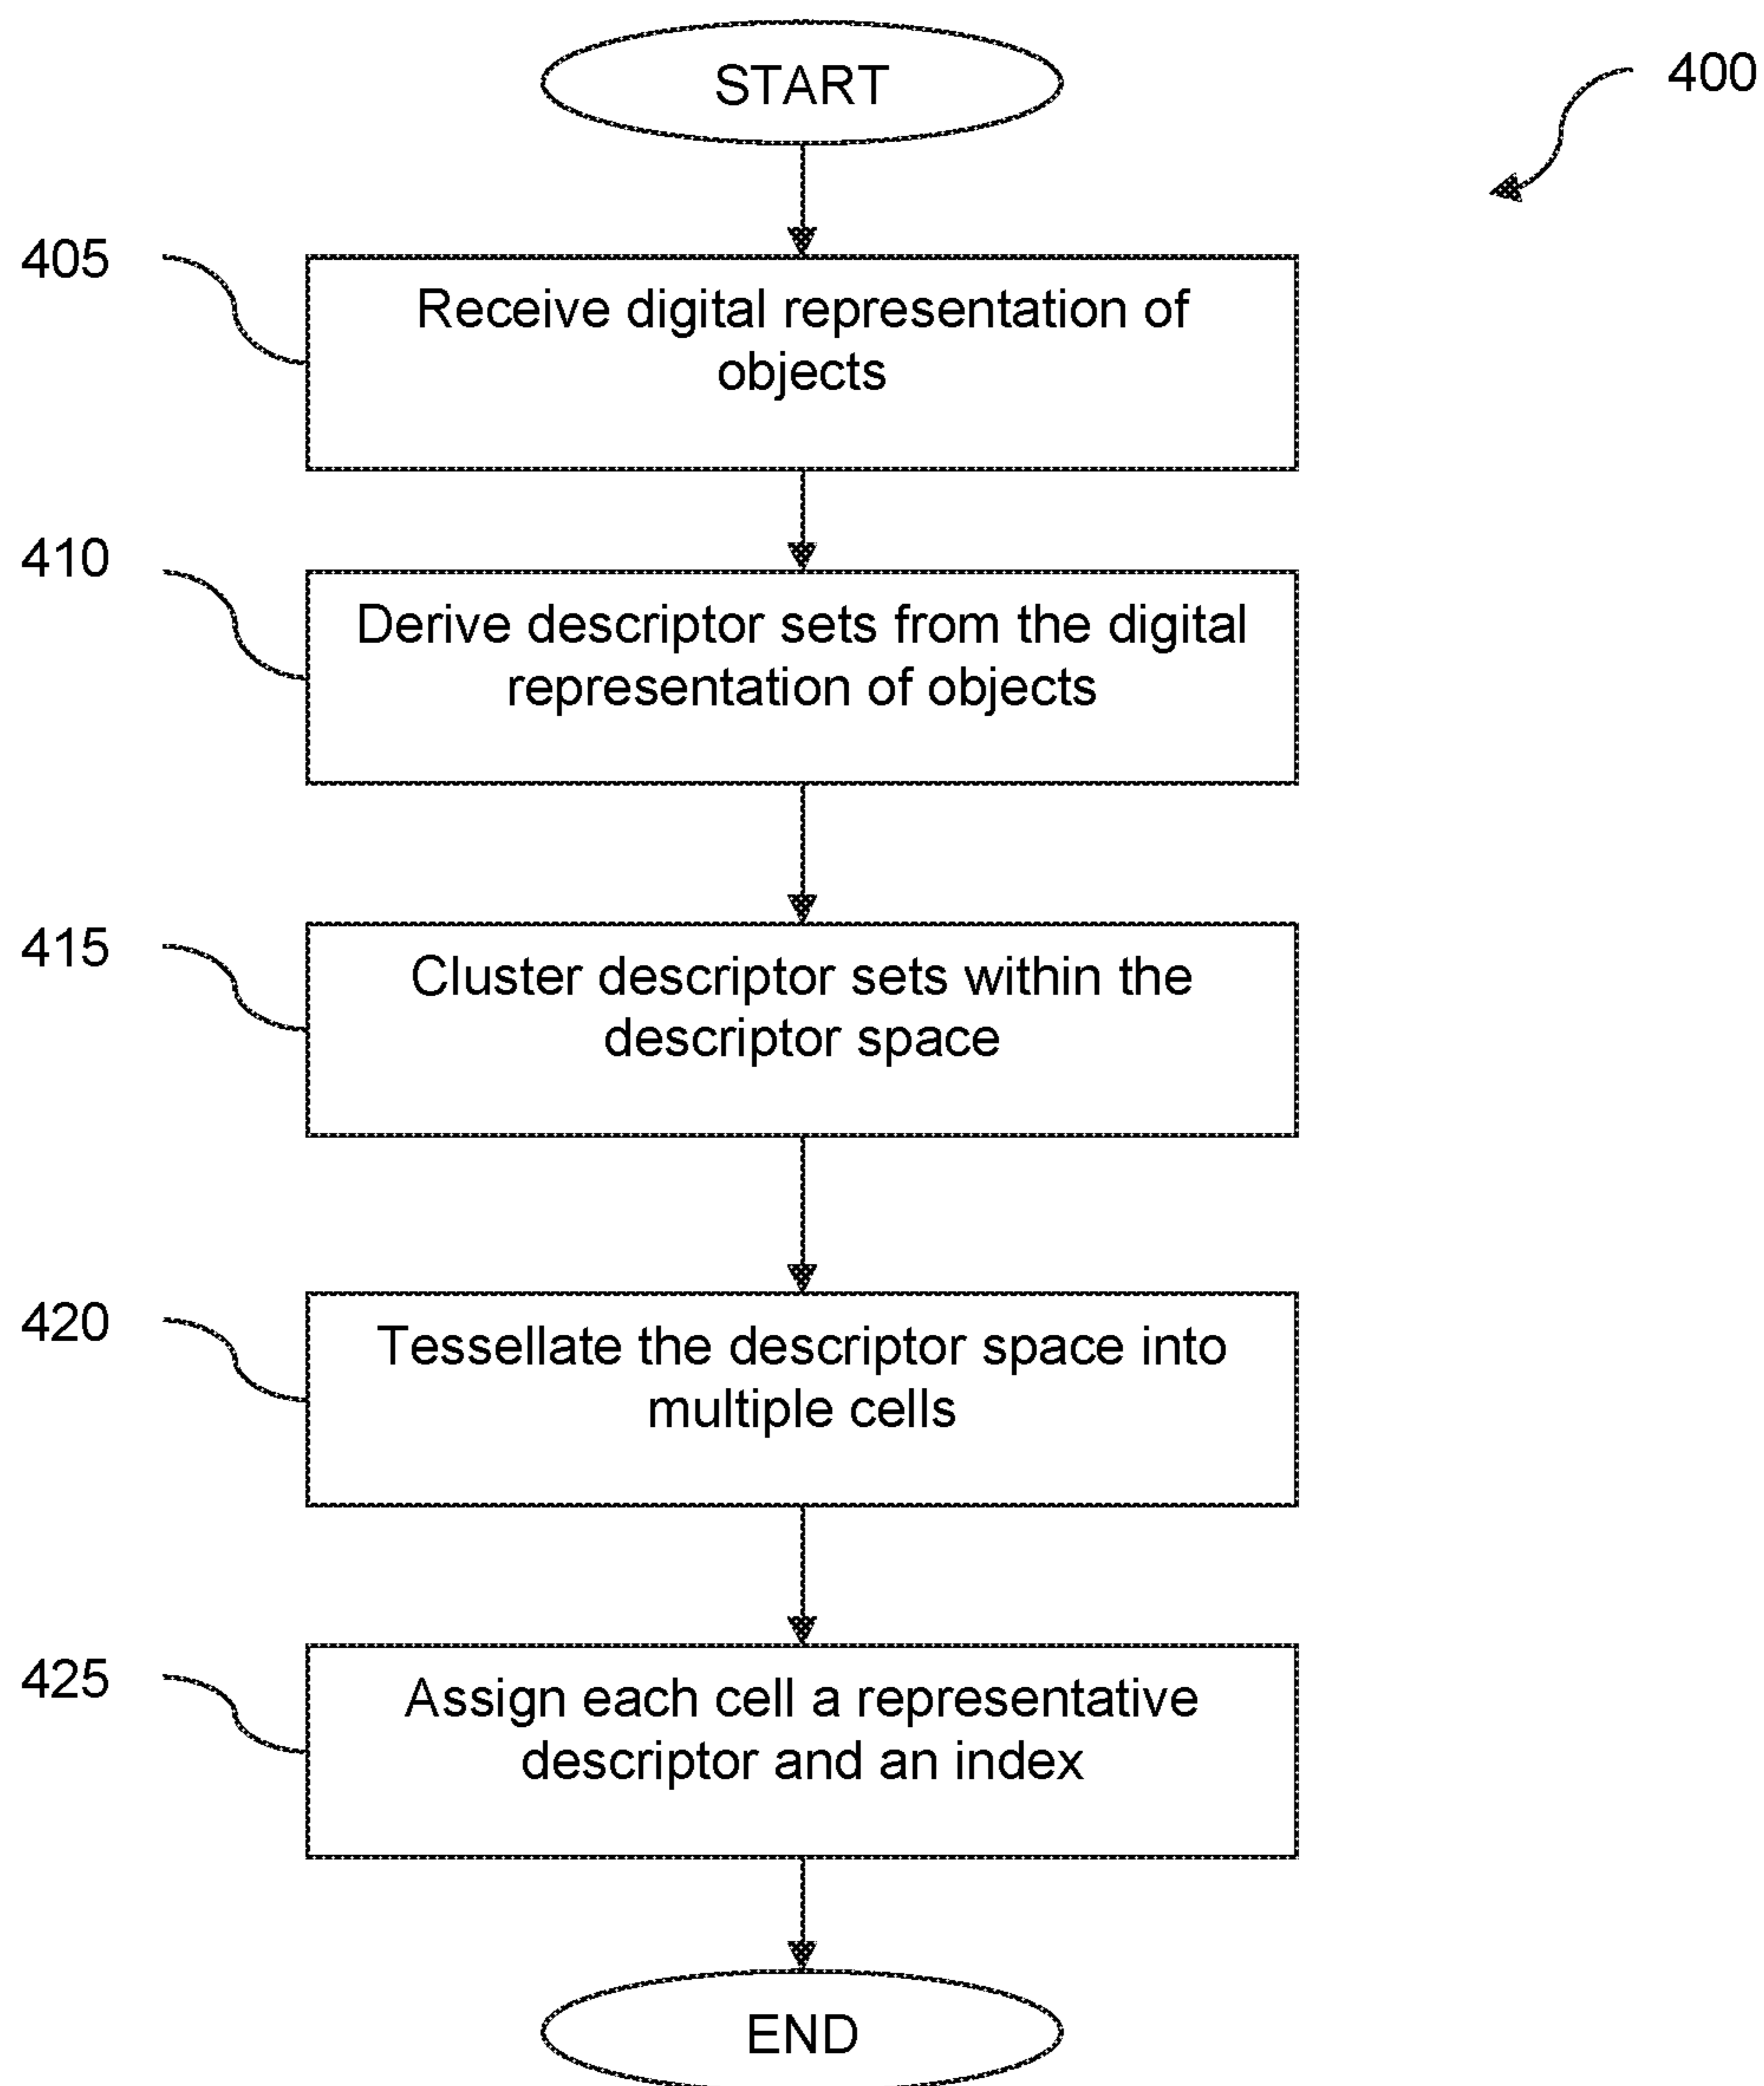 START
400
405
Receive digital representation of
objects
410
Derive descriptor sets from the digital
representation of objects
415
Cluster descriptor sets within the
descriptor space
420
Tessellate the descriptor space into
multiple cells
425
Assign each cell a representative
descriptor and an index
END